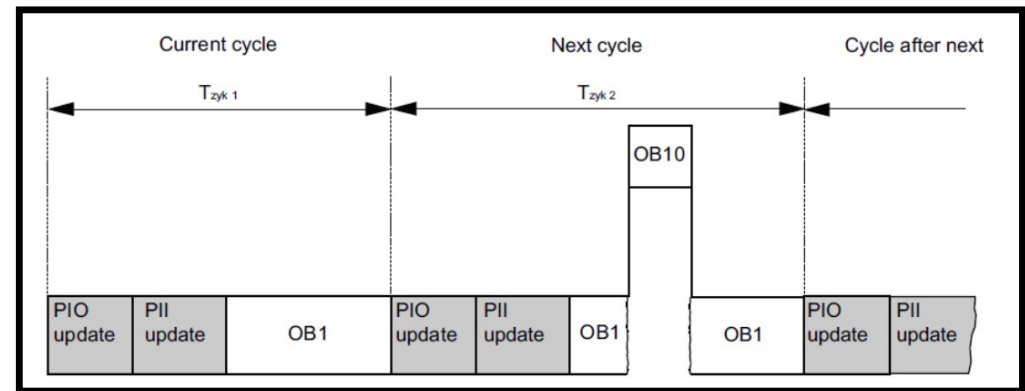 Current cycle
Next cycle
Cycle after next
Tzyk 1
Tzyk 2
OB10
PIO
update
PII
update
OB1
PIO
update
PII
update
OB1
OB1
PIO
update
PII
update